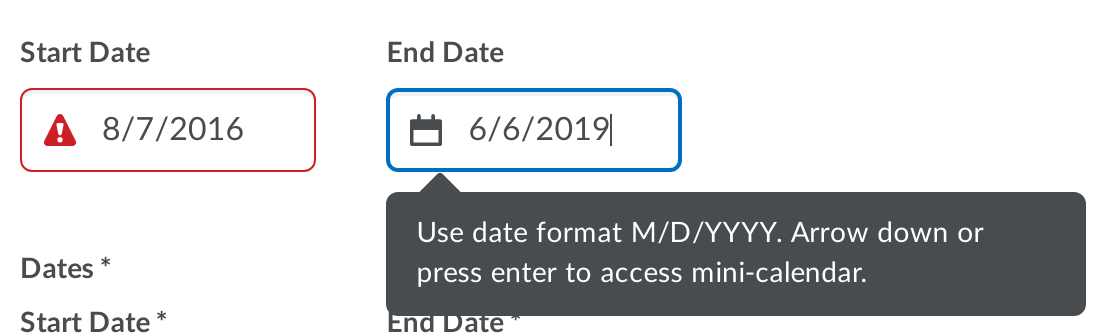 Start Date
End Date
8/7/2016
6/6/2019
Use date format M/D/YYYY. Arrow down or
press enter to access mini-calendar.
Dates *
Start Date *
End Date *